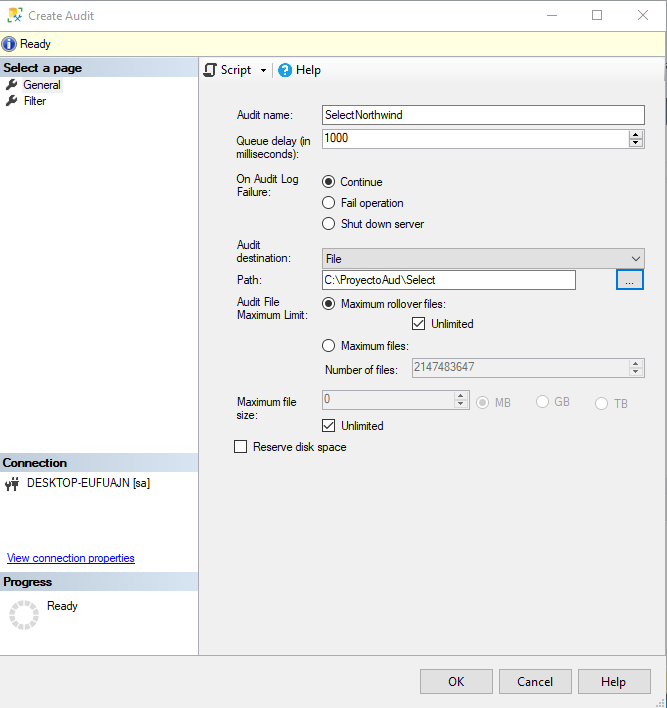 Create Audit
Ready
Select a page
General
Filter
Script
Help
Audit name:
SelectNorthwind
Queue delay (in
milliseconds):
1000
On Audit Log
Failure:
Continue
Fail operation
Shut down server
Audit
destination:
File
Path:
C:\ProyectoAud\Select
...
Audit File
Maximum Limit:
Maximum rollover files:
Unlimited
Maximum files:
Number of files:
2147483647
Maximum file
size:
0
MB
GB
TB
Unlimited
Reserve disk space
Connection
DESKTOP-EUFUAJN [sa]
View connection properties
Progress
Ready
OK
Cancel
Help